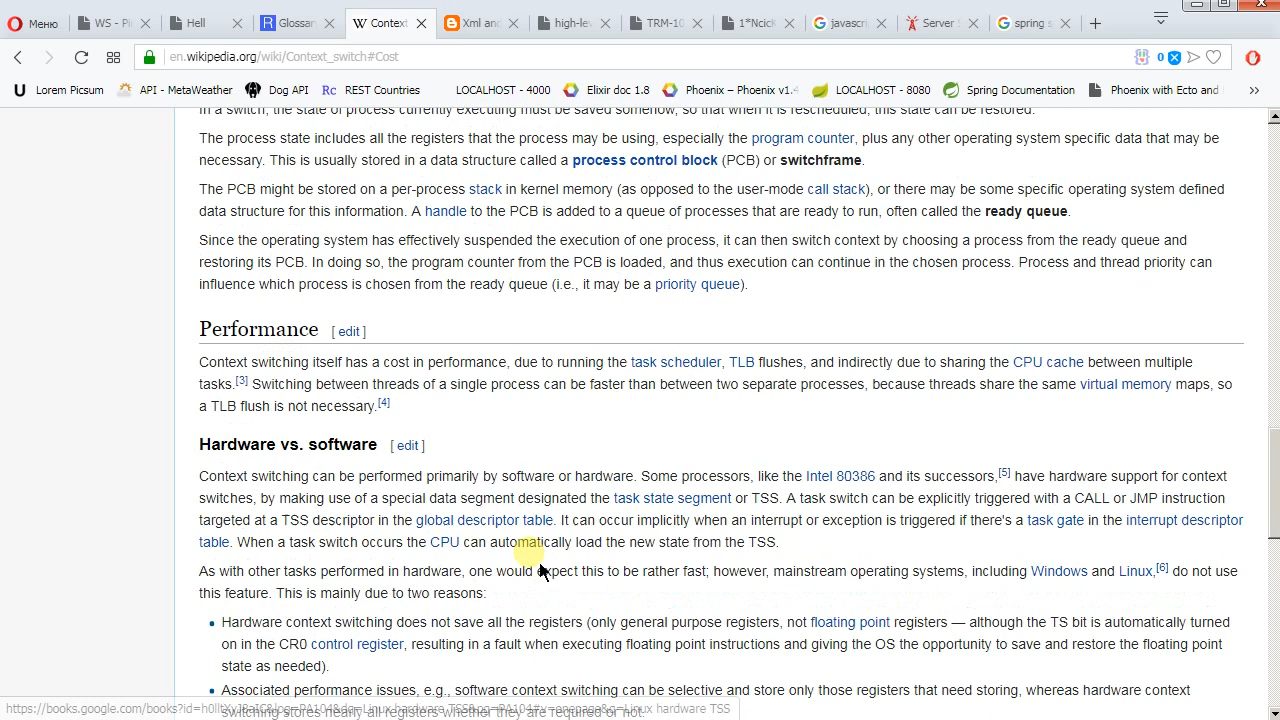 Меню
WS - Pi
Hell
Glossar
Context
Xml and
high-lev
TRM-10
1*Ncick
javascri
Server S
spring s
en.wikipedia.org/wiki/Context_switch#Cost
0
Lorem Picsum
API - MetaWeather
Dog API
Rc REST Countries
LOCALHOST - 4000
Elixir doc 1.8
Phoenix – Phoenix v1.4
LOCALHOST - 8080
Spring Documentation
Phoenix with Ecto and
In a switch, the state of process currently executing must be saved somehow, so that when it is rescheduled, this state can be restored.
The process state includes all the registers that the process may be using, especially the program counter, plus any other operating system specific data that may be
necessary. This is usually stored in a data structure called a process control block (PCB) or switchframe.
The PCB might be stored on a per-process stack in kernel memory (as opposed to the user-mode call stack), or there may be some specific operating system defined
data structure for this information. A handle to the PCB is added to a queue of processes that are ready to run, often called the ready queue.
Since the operating system has effectively suspended the execution of one process, it can then switch context by choosing a process from the ready queue and
restoring its PCB. In doing so, the program counter from the PCB is loaded, and thus execution can continue in the chosen process. Process and thread priority can
influence which process is chosen from the ready queue (i.e., it may be a priority queue).
Performance [ edit ]
Context switching itself has a cost in performance, due to running the task scheduler, TLB flushes, and indirectly due to sharing the CPU cache between multiple
tasks.[3] Switching between threads of a single process can be faster than between two separate processes, because threads share the same virtual memory maps, so
a TLB flush is not necessary.[4]
Hardware vs. software [ edit ]
Context switching can be performed primarily by software or hardware. Some processors, like the Intel 80386 and its successors,[5] have hardware support for context
switches, by making use of a special data segment designated the task state segment or TSS. A task switch can be explicitly triggered with a CALL or JMP instruction
targeted at a TSS descriptor in the global descriptor table. It can occur implicitly when an interrupt or exception is triggered if there's a task gate in the interrupt descriptor
table. When a task switch occurs the CPU can automatically load the new state from the TSS.
As with other tasks performed in hardware, one would expect this to be rather fast; however, mainstream operating systems, including Windows and Linux,[6] do not use
this feature. This is mainly due to two reasons:
• Hardware context switching does not save all the registers (only general purpose registers, not floating point registers — although the TS bit is automatically turned
on in the CR0 control register, resulting in a fault when executing floating point instructions and giving the OS the opportunity to save and restore the floating point
state as needed).
• Associated performance issues, e.g., software context switching can be selective and store only those registers that need storing, whereas hardware context
switching stores nearly all registers whether they are required or not.